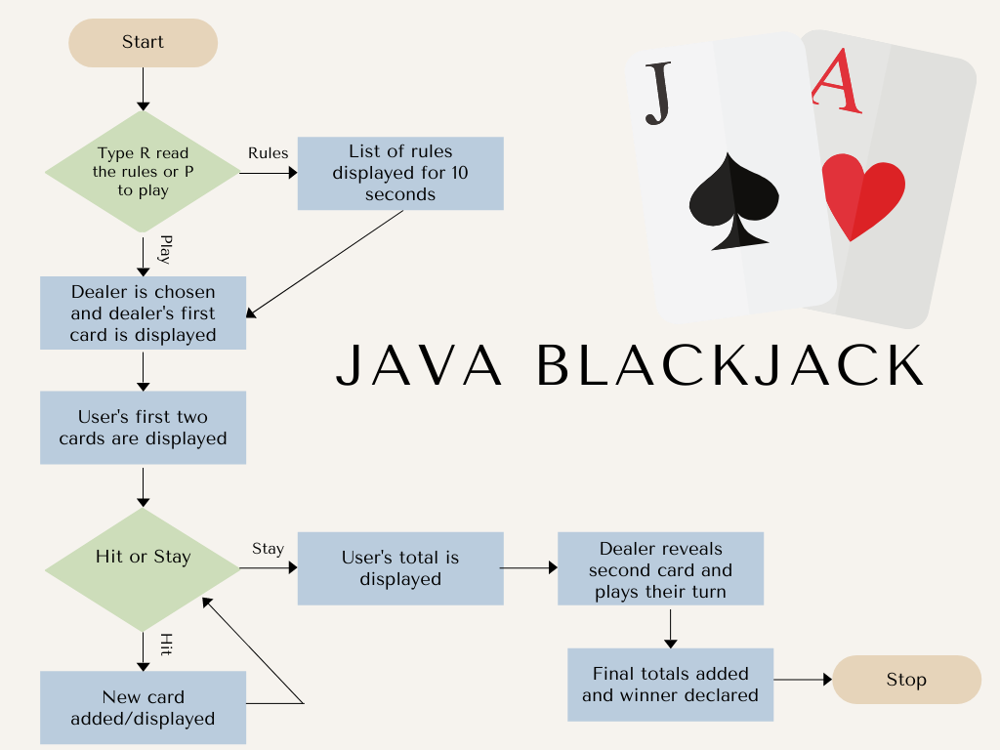 Start
Type R read
the rules or P
to play
Rules
List of rules
displayed for 10
seconds
Play
Dealer is chosen
and dealer's first
card is displayed
User's first two
cards are displayed
Hit or Stay
Stay
User's total is
displayed
Dealer reveals
second card and
plays their turn
Hit
New card
added/displayed
Final totals added
and winner declared
Stop
J
A
JAVA BLACKJACK